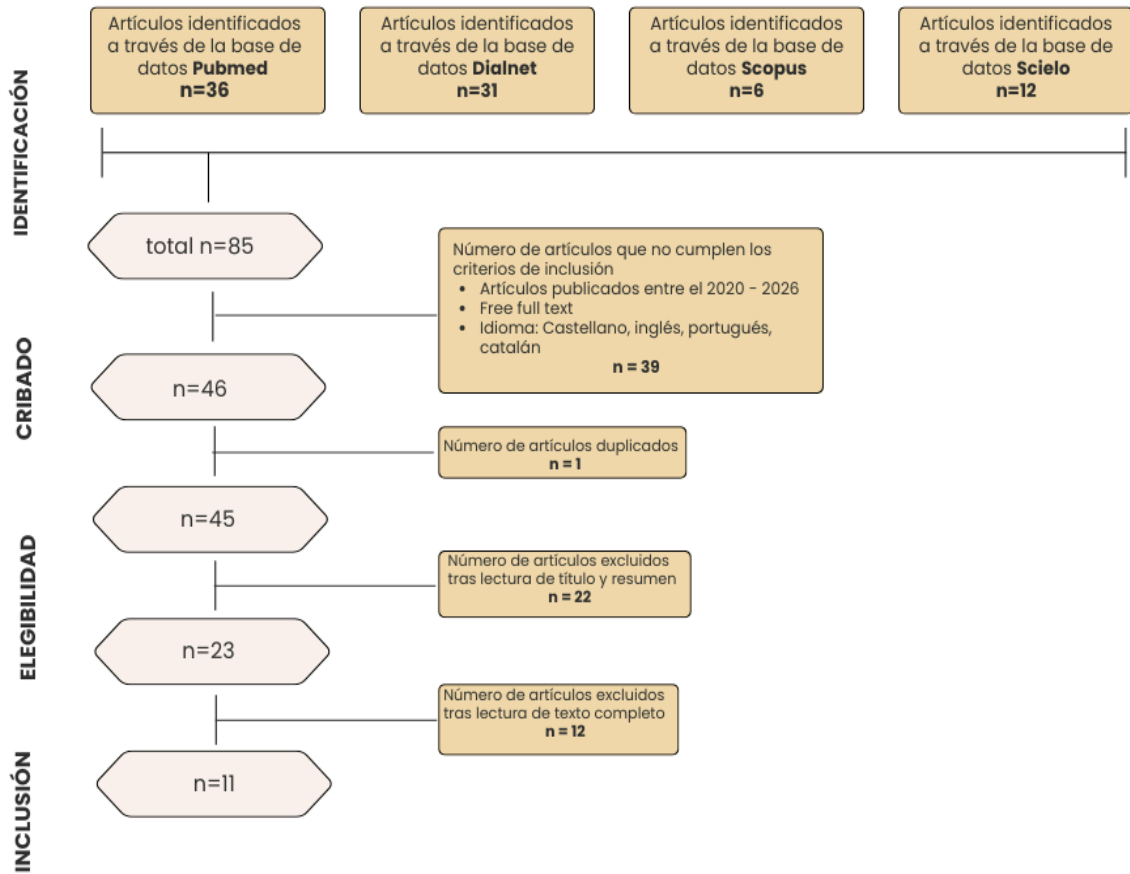 Artículos identificados
a través de la base de
datos Pubmed
n=36
Artículos identificados
a través de la base de
datos Dialnet
n=31
Artículos identificados
a través de la base de
datos Scopus
n=6
Artículos identificados
a través de la base de
datos Scielo
n=12
IDENTIFICACIÓN
total n=85
Número de artículos que no cumplen los
criterios de inclusión
• Artículos publicados entre el 2020 - 2026
• Free full text
• Idioma: Castellano, inglés, portugués,
catalán
n = 39
CRIBADO
n=46
Número de artículos duplicados
n = 1
n=45
ELEGIBILIDAD
Número de artículos excluidos
tras lectura de título y resumen
n = 22
n=23
Número de artículos excluidos
tras lectura de texto completo
n = 12
INCLUSIÓN
n=11